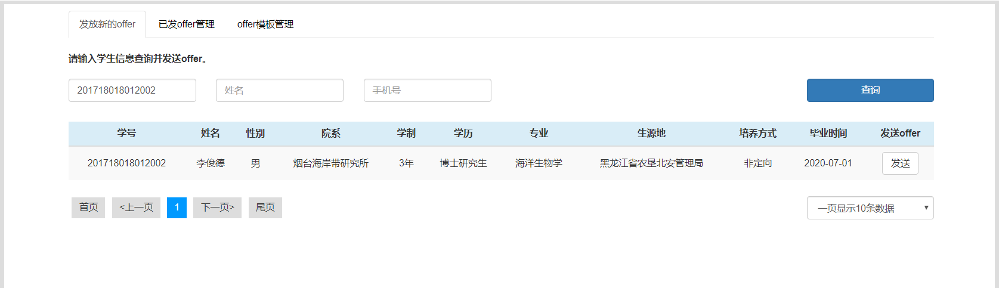 发放新的offer 已发offer管理 offer模板管理
请输入学生信息查询并发送offer。
201718018012002 姓名 手机号 查询
学号 姓名 性别 院系 学制 学历 专业 生源地 培养方式 毕业时间 发送offer
201718018012002 李俊德 男 烟台海岸带研究所 3年 博士研究生 海洋生物学 黑龙江省农垦北安管理局 非定向 2020-07-01 发送
首页 <上一页 1 下一页> 尾页 一页显示10条数据